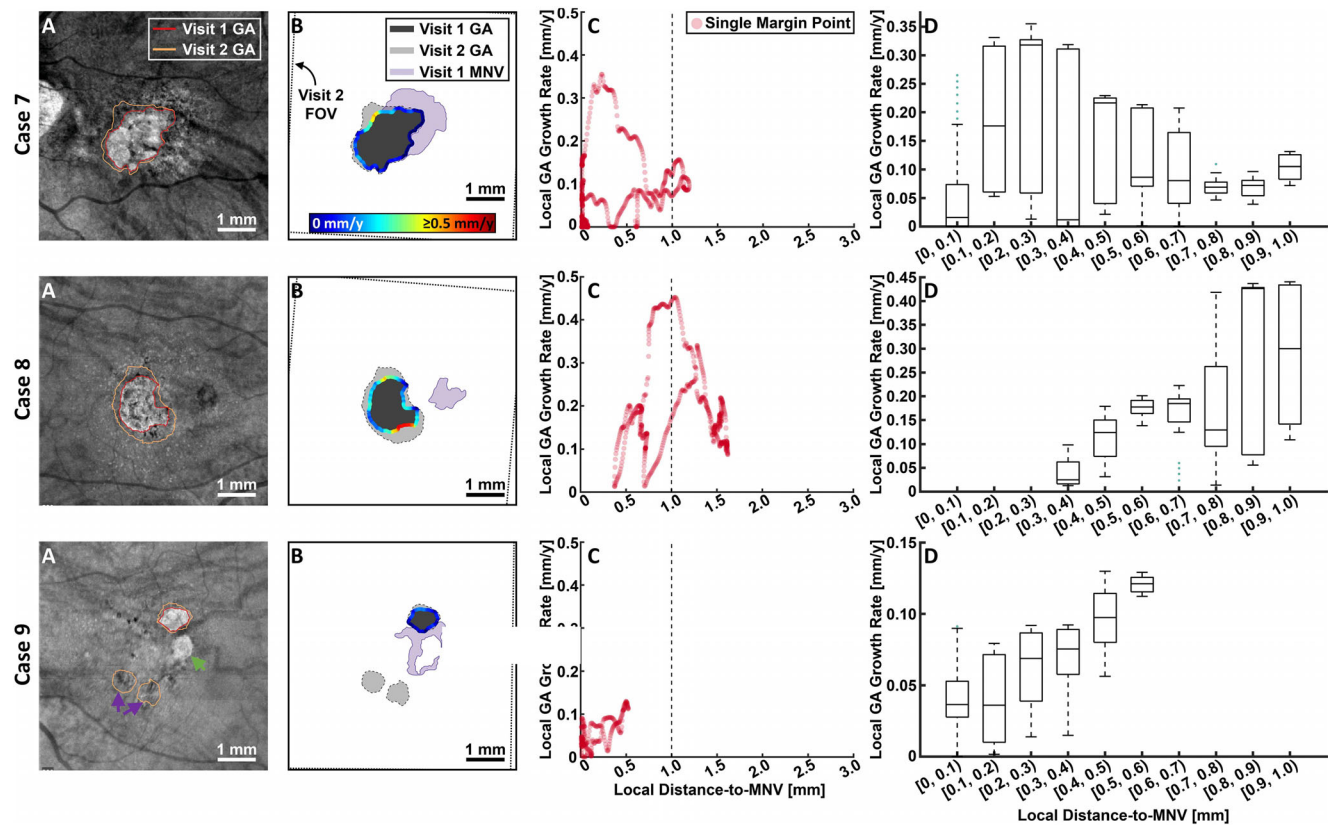 A
Visit 1 GA
Visit 2 GA
1 mm
Case 7
B
Visit 1 GA
Visit 2 GA
Visit 1 MNV
Visit 2
FOV
1 mm
0 mm/y
≥0.5 mm/y
C
Single Margin Point
Local GA Growth Rate [mm/y]
0.5
0.4
0.3
0.2
0.1
0
0 0.5 1.0 1.5 2.0 2.5 3.0
D
Local GA Growth Rate [mm/y]
0.35
0.30
0.25
0.20
0.15
0.10
0.05
0
[0, 0.1) [0.1, 0.2) [0.2, 0.3) [0.3, 0.4) [0.4, 0.5) [0.5, 0.6) [0.6, 0.7) [0.7, 0.8) [0.8, 0.9) [0.9, 1.0)
Case 8
A
1 mm
B
1 mm
C
Local GA Growth Rate [mm/y]
0.5
0.4
0.3
0.2
0.1
0
0 0.5 1.0 1.5 2.0 2.5 3.0
D
Local GA Growth Rate [mm/y]
0.45
0.40
0.35
0.30
0.25
0.20
0.15
0.10
0.05
0
[0, 0.1) [0.1, 0.2) [0.2, 0.3) [0.3, 0.4) [0.4, 0.5) [0.5, 0.6) [0.6, 0.7) [0.7, 0.8) [0.8, 0.9) [0.9, 1.0)
Case 9
A
1 mm
B
1 mm
C
Local GA Gro Rate [mm/y]
0.5
0.4
0.3
0.2
0.1
0
0 0.5 1.0 1.5 2.0 2.5 3.0
Local Distance-to-MNV [mm]
D
Local GA Growth Rate [mm/y]
0.15
0.10
0.05
0
[0, 0.1) [0.1, 0.2) [0.2, 0.3) [0.3, 0.4) [0.4, 0.5) [0.5, 0.6) [0.6, 0.7) [0.7, 0.8) [0.8, 0.9) [0.9, 1.0)
Local Distance-to-MNV [mm]